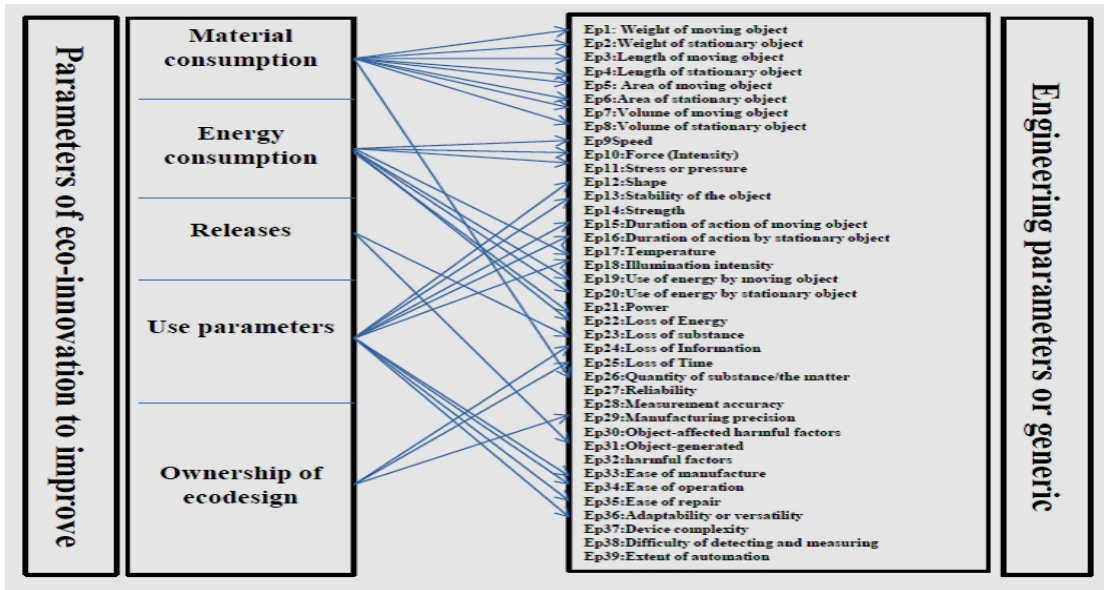 Parameters of eco-innovation to improve
Material
consumption
Energy
consumption
Releases
Use parameters
Ownership of
ecodesign
Ep1: Weight of moving object
Ep2:Weight of stationary object
Ep3:Length of moving object
Ep4:Length of stationary object
Ep5: Area of moving object
Ep6:Area of stationary object
Ep7:Volume of moving object
Ep8:Volume of stationary object
Ep9Speed
Ep10:Force (Intensity)
Ep11:Stress or pressure
Ep12:Shape
Ep13:Stability of the object
Ep14:Strength
Ep15:Duration of action of moving object
Ep16:Duration of action by stationary object
Ep17:Temperature
Ep18:Illumination intensity
Ep19:Use of energy by moving object
Ep20:Use of energy by stationary object
Ep21:Power
Ep22:Loss of Energy
Ep23:Loss of substance
Ep24:Loss of Information
Ep25:Loss of Time
Ep26:Quantity of substance/the matter
Ep27:Reliability
Ep28:Measurement accuracy
Ep29:Manufacturing precision
Ep30:Object-affected harmful factors
Ep31:Object-generated
Ep32:harmful factors
Ep33:Ease of manufacture
Ep34:Ease of operation
Ep35:Ease of repair
Ep36:Adaptability or versatility
Ep37:Device complexity
Ep38:Difficulty of detecting and measuring
Ep39:Extent of automation
Engineering parameters or generic